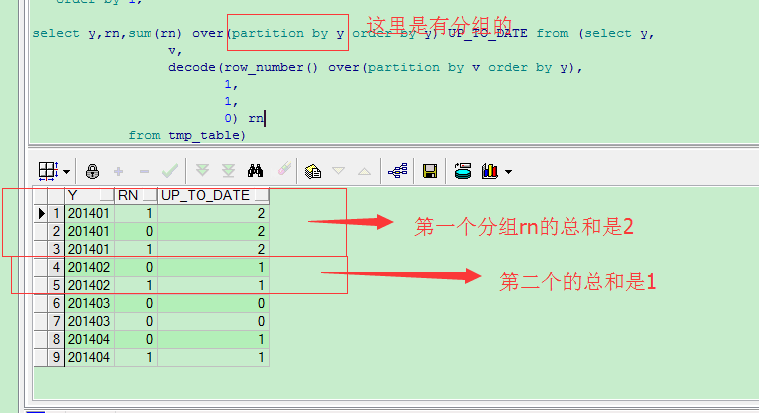 order by 1,
select y,rn,sum(rn) over(partition by y order by y) UP_TO_DATE from (select y,
这里是有分组的
v,
decode(row_number() over(partition by v order by y),
1,
1,
0) rn
from tmp_table)
Y RN UP_TO_DATE
1 201401 1 2
2 201401 0 2
3 201401 1 2
第一个分组rn的总和是2
4 201402 0 1
5 201402 1 1
第二个的总和是1
6 201403 0 0
7 201403 0 0
8 201404 0 1
9 201404 1 1